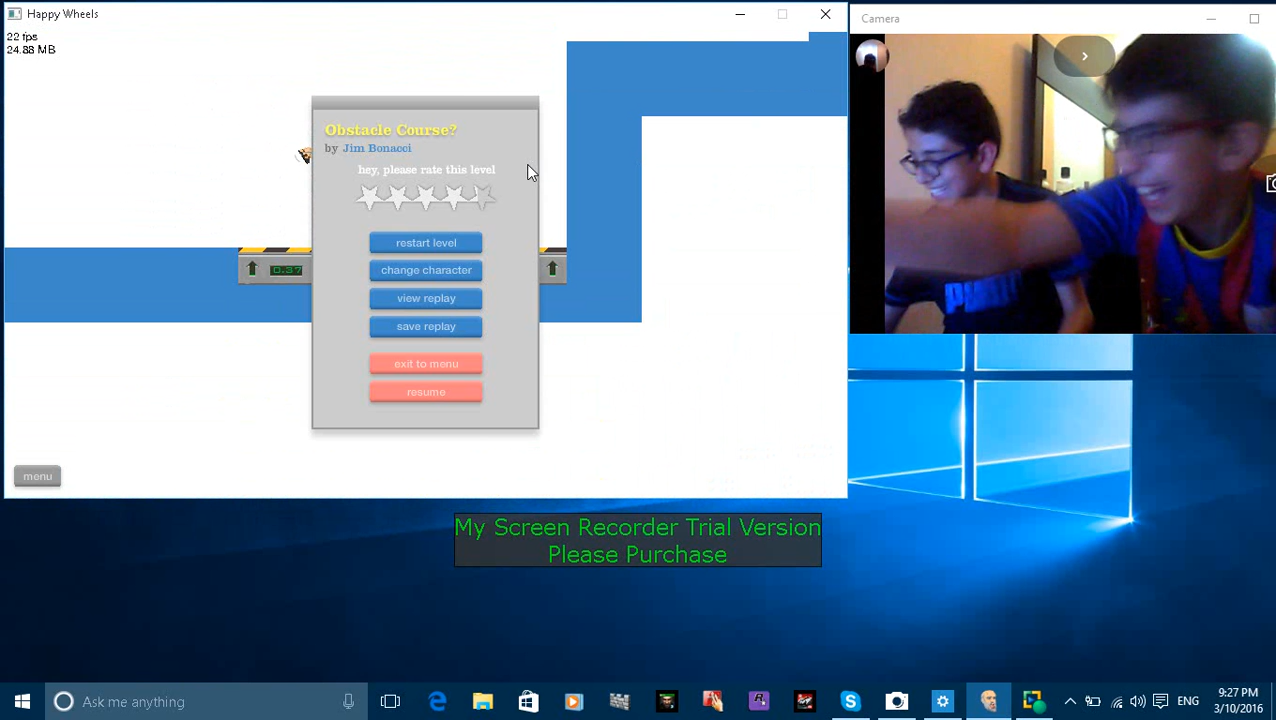 Happy Wheels
Camera
22 fps
24.88 MB
Obstacle Course?
by Jim Bonacci
hey, please rate this level
restart level
0.37
change character
view replay
save replay
exit to menu
resume
menu
My Screen Recorder Trial Version
Please Purchase
Ask me anything
ENG
9:27 PM
3/10/2016